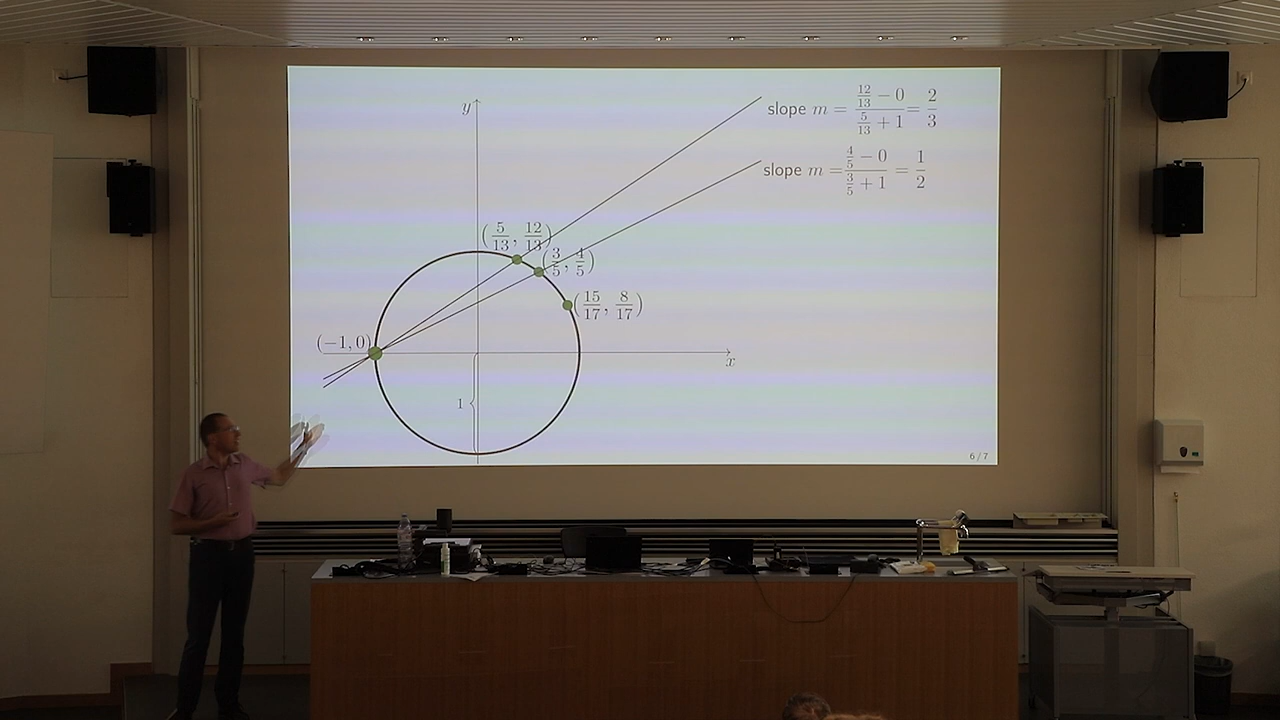 y
slope m = (12/13 − 0)/(5/13 + 1) = 2/3
slope m = (4/5 − 0)/(3/5 + 1) = 1/2
(5/13, 12/13)
(3/5, 4/5)
(15/17, 8/17)
(−1, 0)
x
1
6 / 7